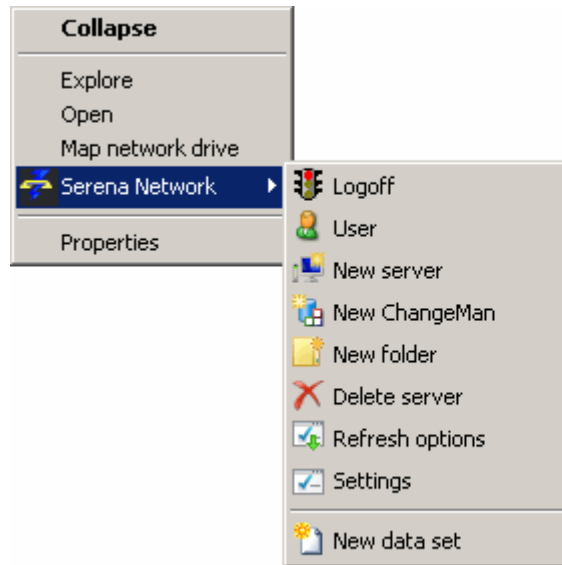 Collapse
Explore
Open
Map network drive
Serena Network
Properties
Logoff
User
New server
New ChangeMan
New folder
Delete server
Refresh options
Settings
New data set